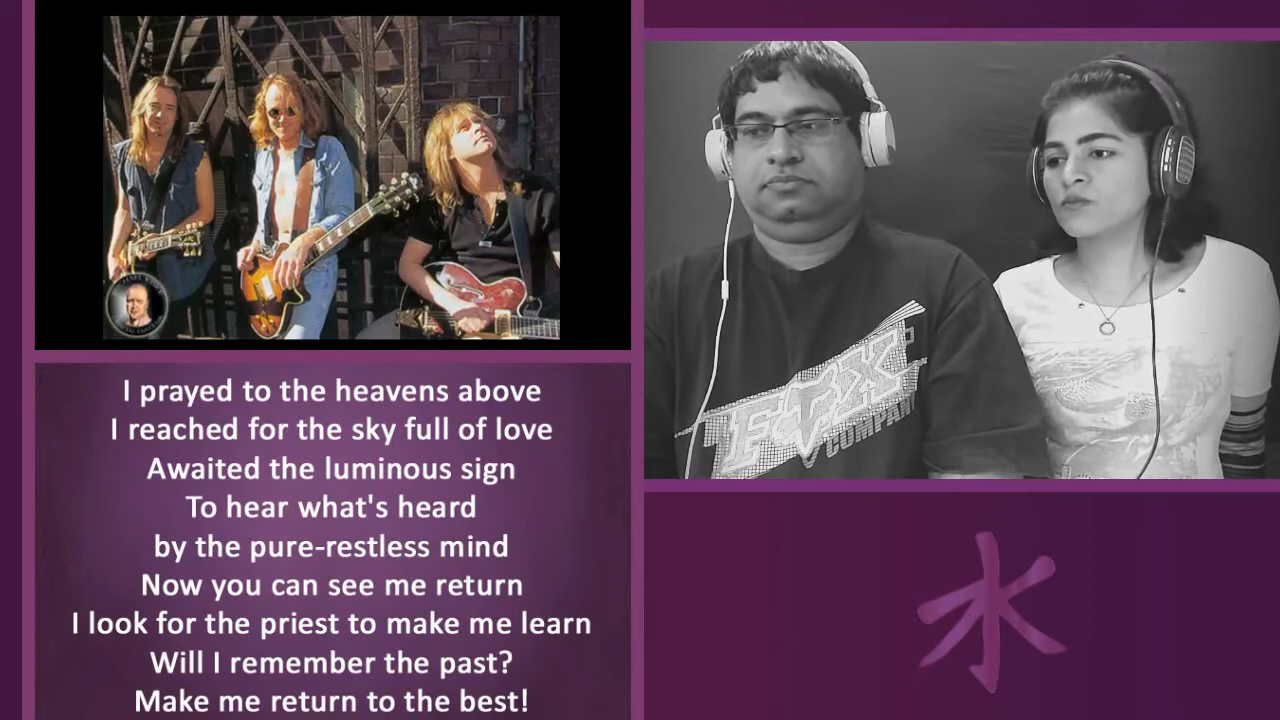 I prayed to the heavens above
I reached for the sky full of love
Awaited the luminous sign
To hear what's heard
by the pure-restless mind
Now you can see me return
I look for the priest to make me learn
Will I remember the past?
Make me return to the best!
FOX
COMPANY
水